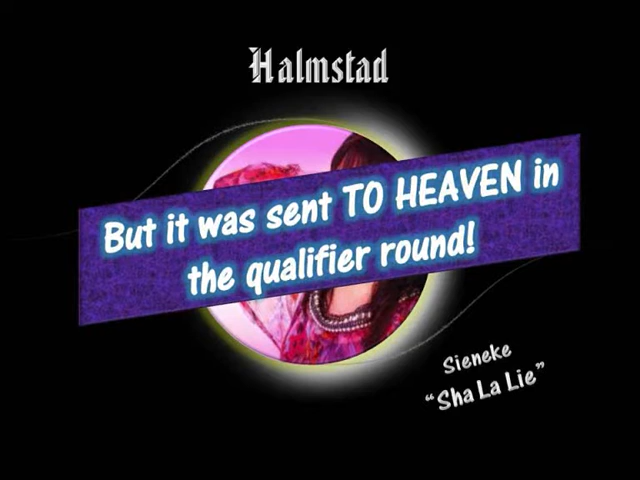 Halmstad
But it was sent TO HEAVEN in
the qualifier round!
Sieneke
“Sha La Lie”